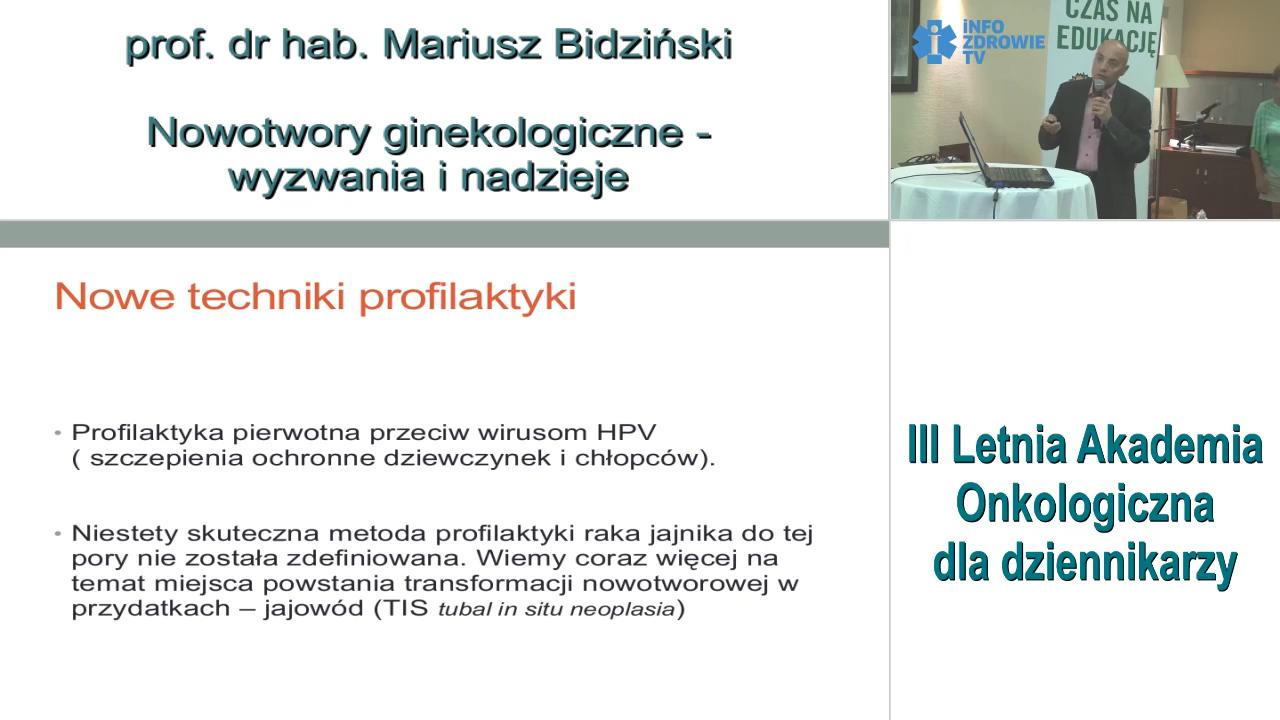 prof. dr hab. Mariusz Bidziński
Nowotwory ginekologiczne -
wyzwania i nadzieje
Nowe techniki profilaktyki
• Profilaktyka pierwotna przeciw wirusom HPV
( szczepienia ochronne dziewczynek i chłopców).
• Niestety skuteczna metoda profilaktyki raka jajnika do tej
pory nie została zdefiniowana. Wiemy coraz więcej na
temat miejsca powstania transformacji nowotworowej w
przydatkach – jajowód (TIS tubal in situ neoplasia)
iNFO
ZDROWIE
TV
CZAS NA
EDUKACJĘ
III Letnia Akademia
Onkologiczna
dla dziennikarzy